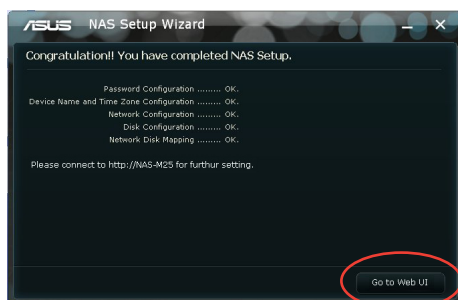 ASUS NAS Setup Wizard
Congratulation!! You have completed NAS Setup.
Password Configuration ......... OK.
Device Name and Time Zone Configuration ......... OK.
Network Configuration ......... OK.
Disk Configuration ......... OK.
Network Disk Mapping ......... OK.
Please connect to http://NAS-M25 for furthur setting.
Go to Web UI